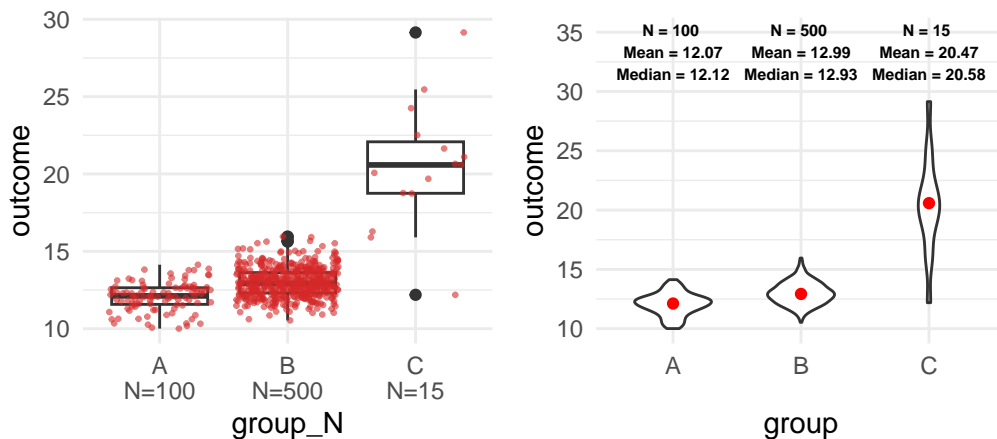 30
25
20
15
10
outcome
A
N=100
B
N=500
C
N=15
group_N
35
30
25
20
15
10
outcome
N = 100
Mean = 12.07
Median = 12.12
N = 500
Mean = 12.99
Median = 12.93
N = 15
Mean = 20.47
Median = 20.58
A
B
C
group